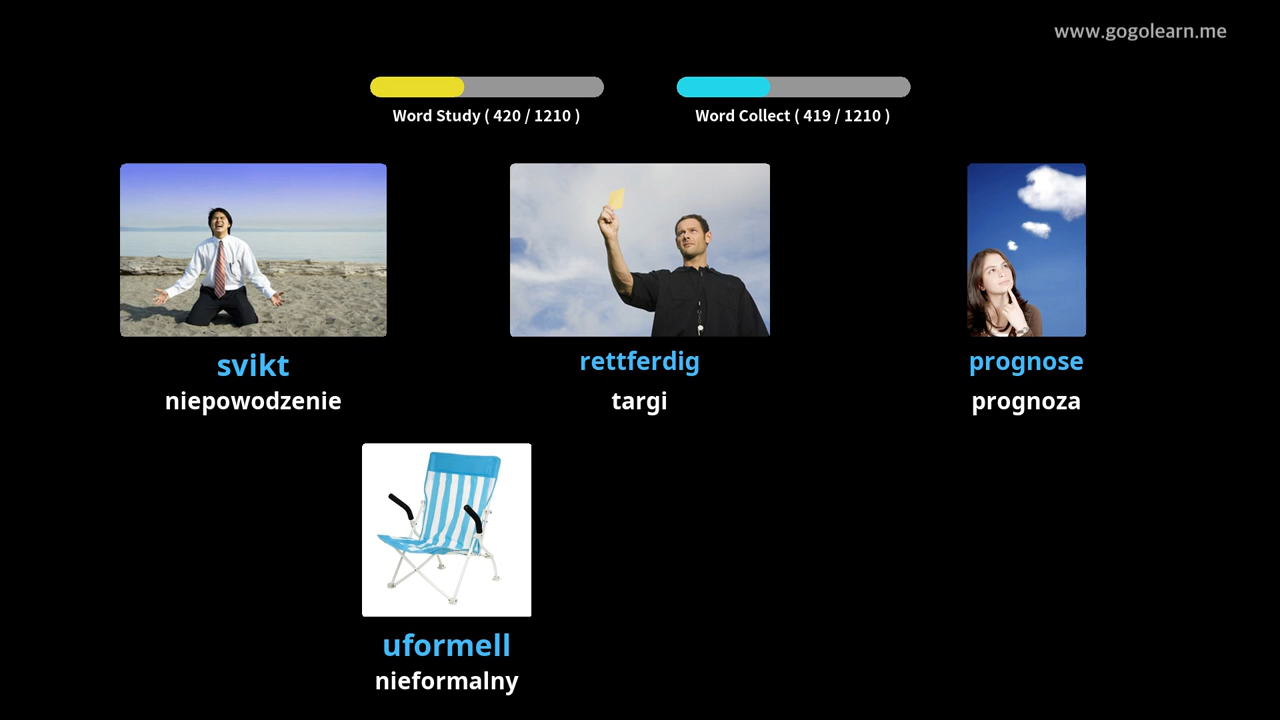 www.gogolearn.me
Word Study ( 420 / 1210 )
Word Collect ( 419 / 1210 )
svikt
niepowodzenie
rettferdig
targi
prognose
prognoza
uformell
nieformalny